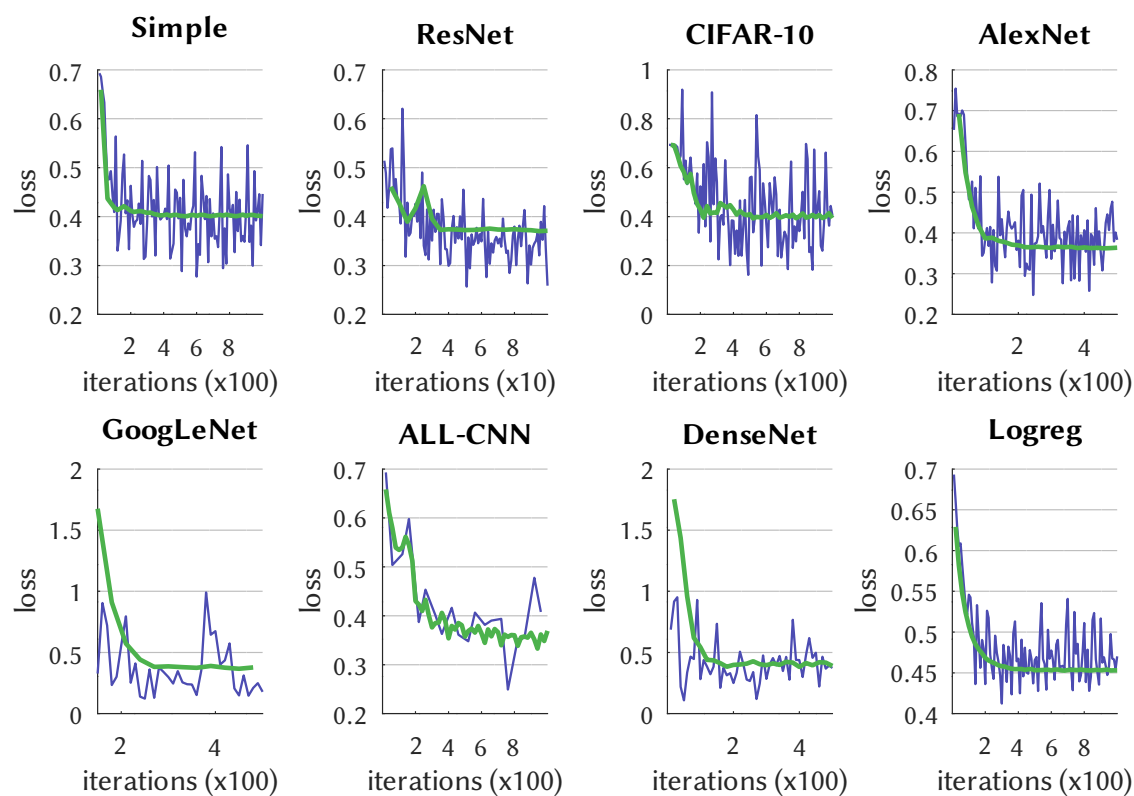 Simple
0.7
0.6
0.5
0.4
0.3
0.2
loss
2 4 6 8
iterations (x100)
ResNet
0.7
0.6
0.5
0.4
0.3
0.2
loss
2 4 6 8
iterations (x10)
CIFAR-10
1
0.8
0.6
0.4
0.2
0
loss
2 4 6 8
iterations (x100)
AlexNet
0.8
0.7
0.6
0.5
0.4
0.3
0.2
loss
2 4
iterations (x100)
GoogLeNet
2
1.5
1
0.5
0
loss
2 4
iterations (x100)
ALL-CNN
0.7
0.6
0.5
0.4
0.3
0.2
loss
2 4 6 8
iterations (x100)
DenseNet
2
1.5
1
0.5
0
loss
2 4
iterations (x100)
Logreg
0.7
0.65
0.6
0.55
0.5
0.45
0.4
loss
2 4 6 8
iterations (x100)